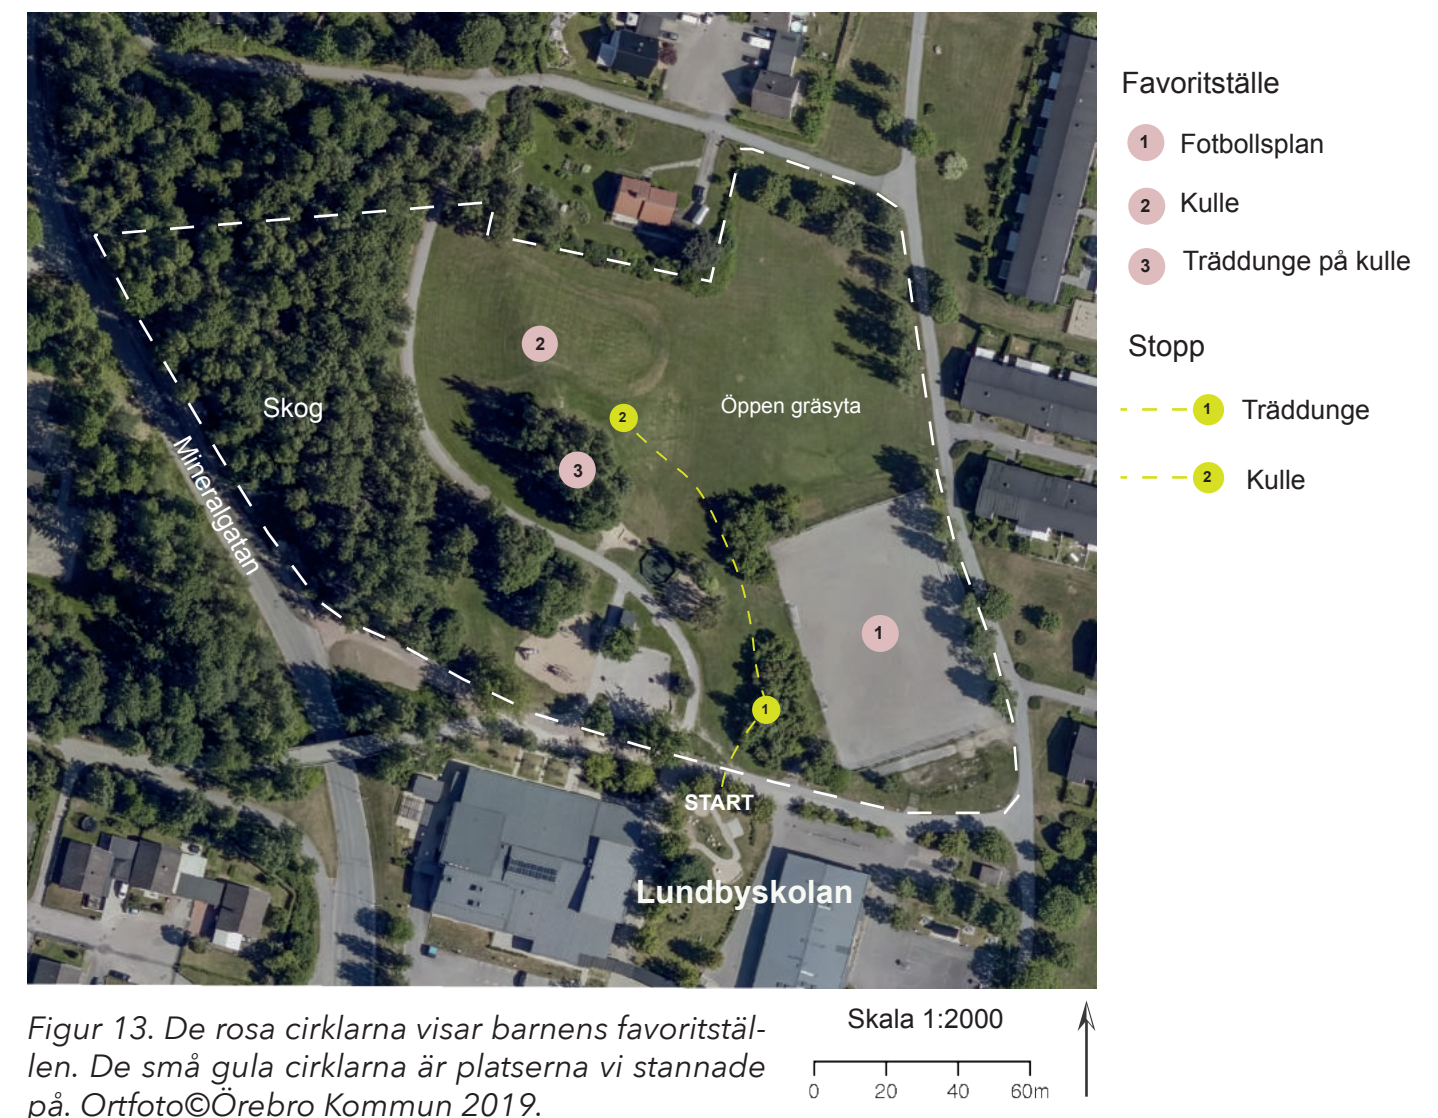 Favoritställe
1 Fotbollsplan
2 Kulle
3 Träddunge på kulle
Stopp
1 Träddunge
2 Kulle
2
2
3
Skog
Öppen gräsyta
Mineralgatan
1
1
START
Lundbyskolan
Figur 13. De rosa cirklarna visar barnens favoritstäl-
len. De små gula cirklarna är platserna vi stannade
på. Ortfoto©Örebro Kommun 2019.
Skala 1:2000
0 20 40 60m